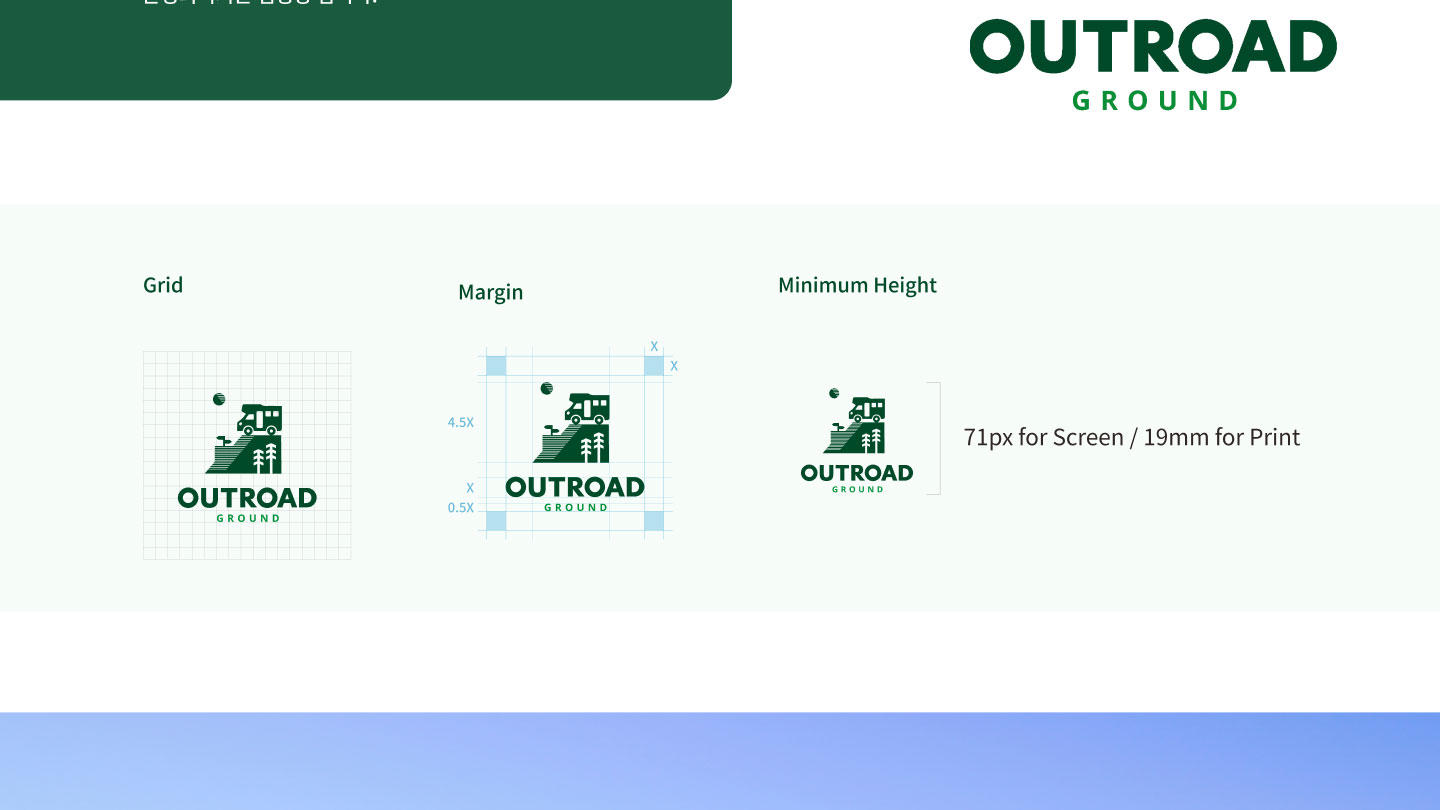 OUTROAD
GROUND
Grid
Margin
Minimum Height
OUTROAD
GROUND
X
X
4.5X
X
0.5X
OUTROAD
GROUND
OUTROAD
GROUND
71px for Screen / 19mm for Print